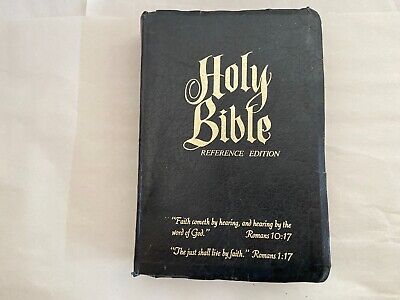 Holy
Bible
REFERENCE EDITION
"Faith cometh by hearing, and hearing by the
word of God." Romans 10:17
"The just shall live by faith." Romans 1:17